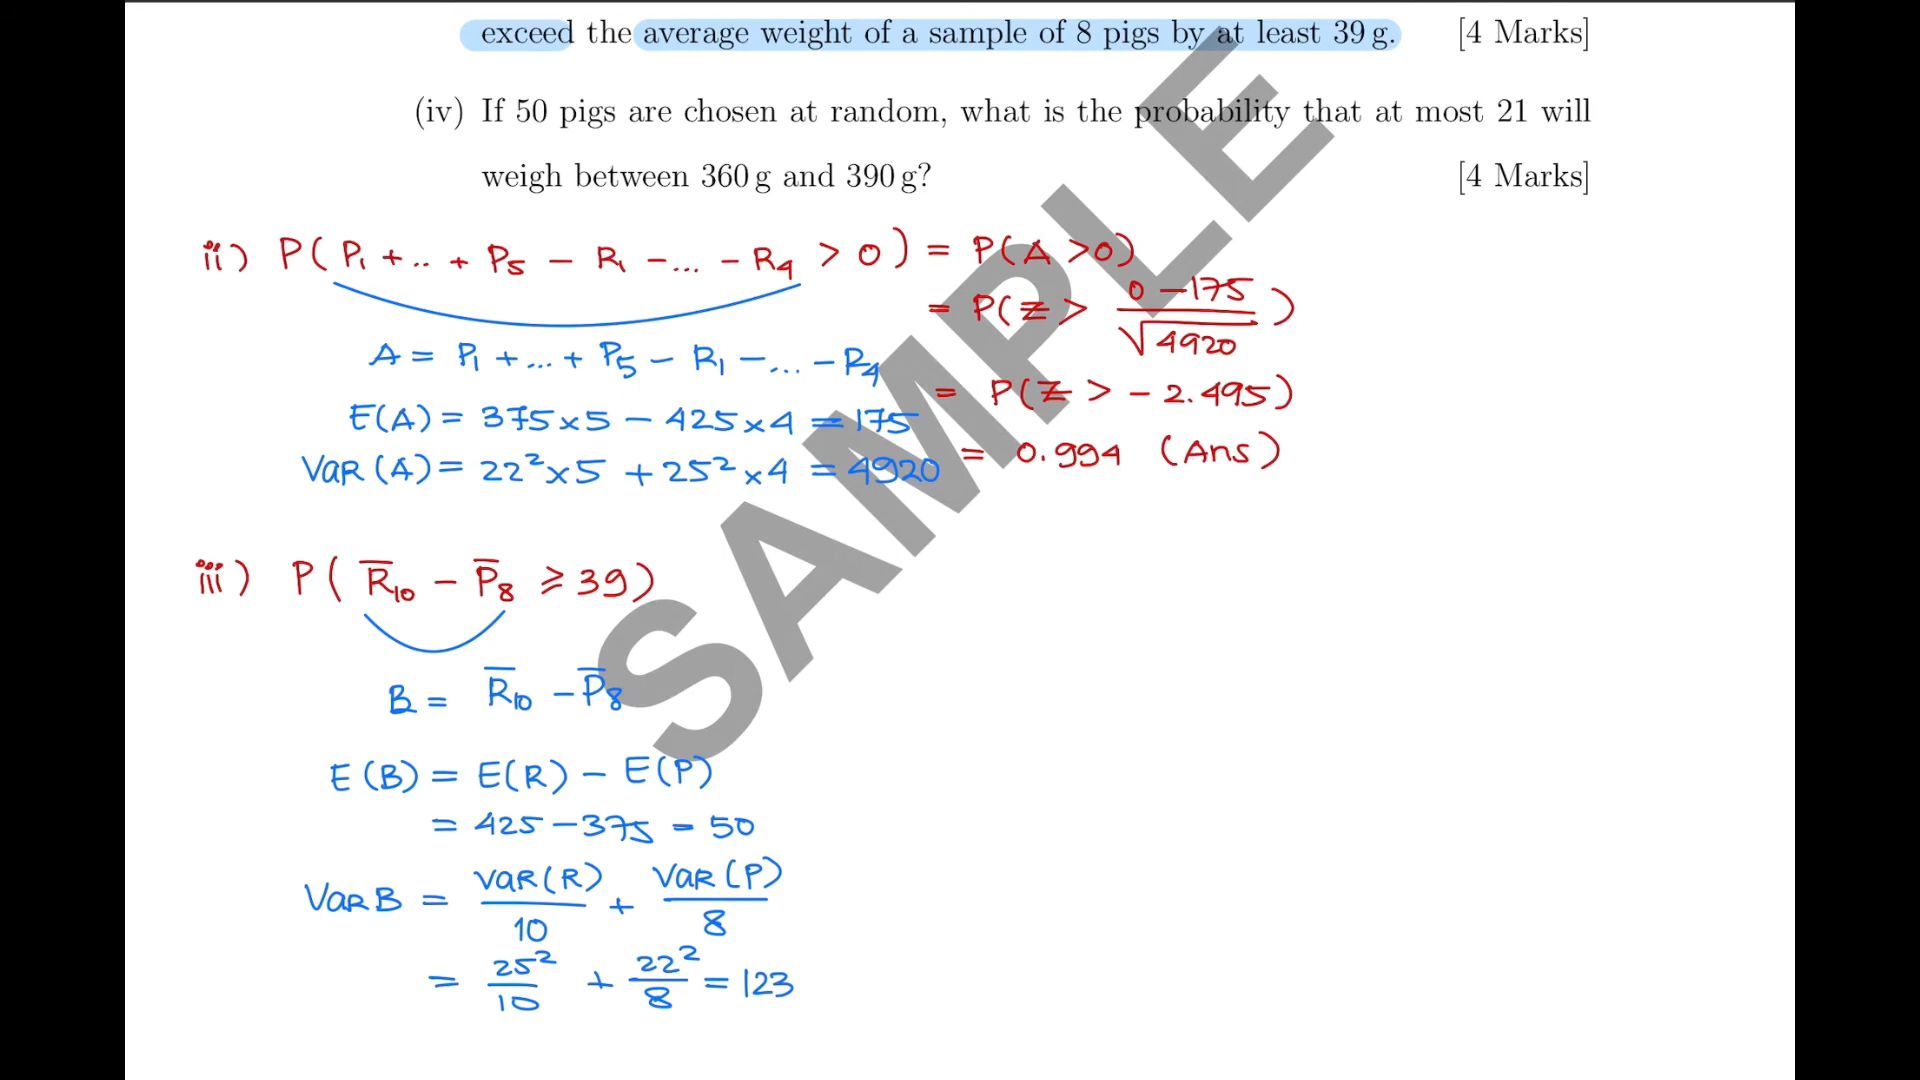 exceed the average weight of a sample of 8 pigs by at least 39 g. [4 Marks]
(iv) If 50 pigs are chosen at random, what is the probability that at most 21 will
weigh between 360 g and 390 g? [4 Marks]
ii) P(P₁ + .. + P₅ − R₁ − ... − R₄ > 0) = P(A > 0)
= P(Z > (0 − 175)/√4920)
A = P₁ + ... + P₅ − R₁ − ... − R₄
= P(Z > − 2.495)
E(A) = 375×5 − 425×4 = 175
= 0.994 (Ans)
VAR(A) = 22²×5 + 25²×4 = 4920
iii) P(R̅₁₀ − P̅₈ ⩾ 39)
B = R̅₁₀ − P̅₈
E(B) = E(R) − E(P)
= 425 − 375 = 50
VAR B = VAR(R)/10 + VAR(P)/8
= 25²/10 + 22²/8 = 123
SAMPLE